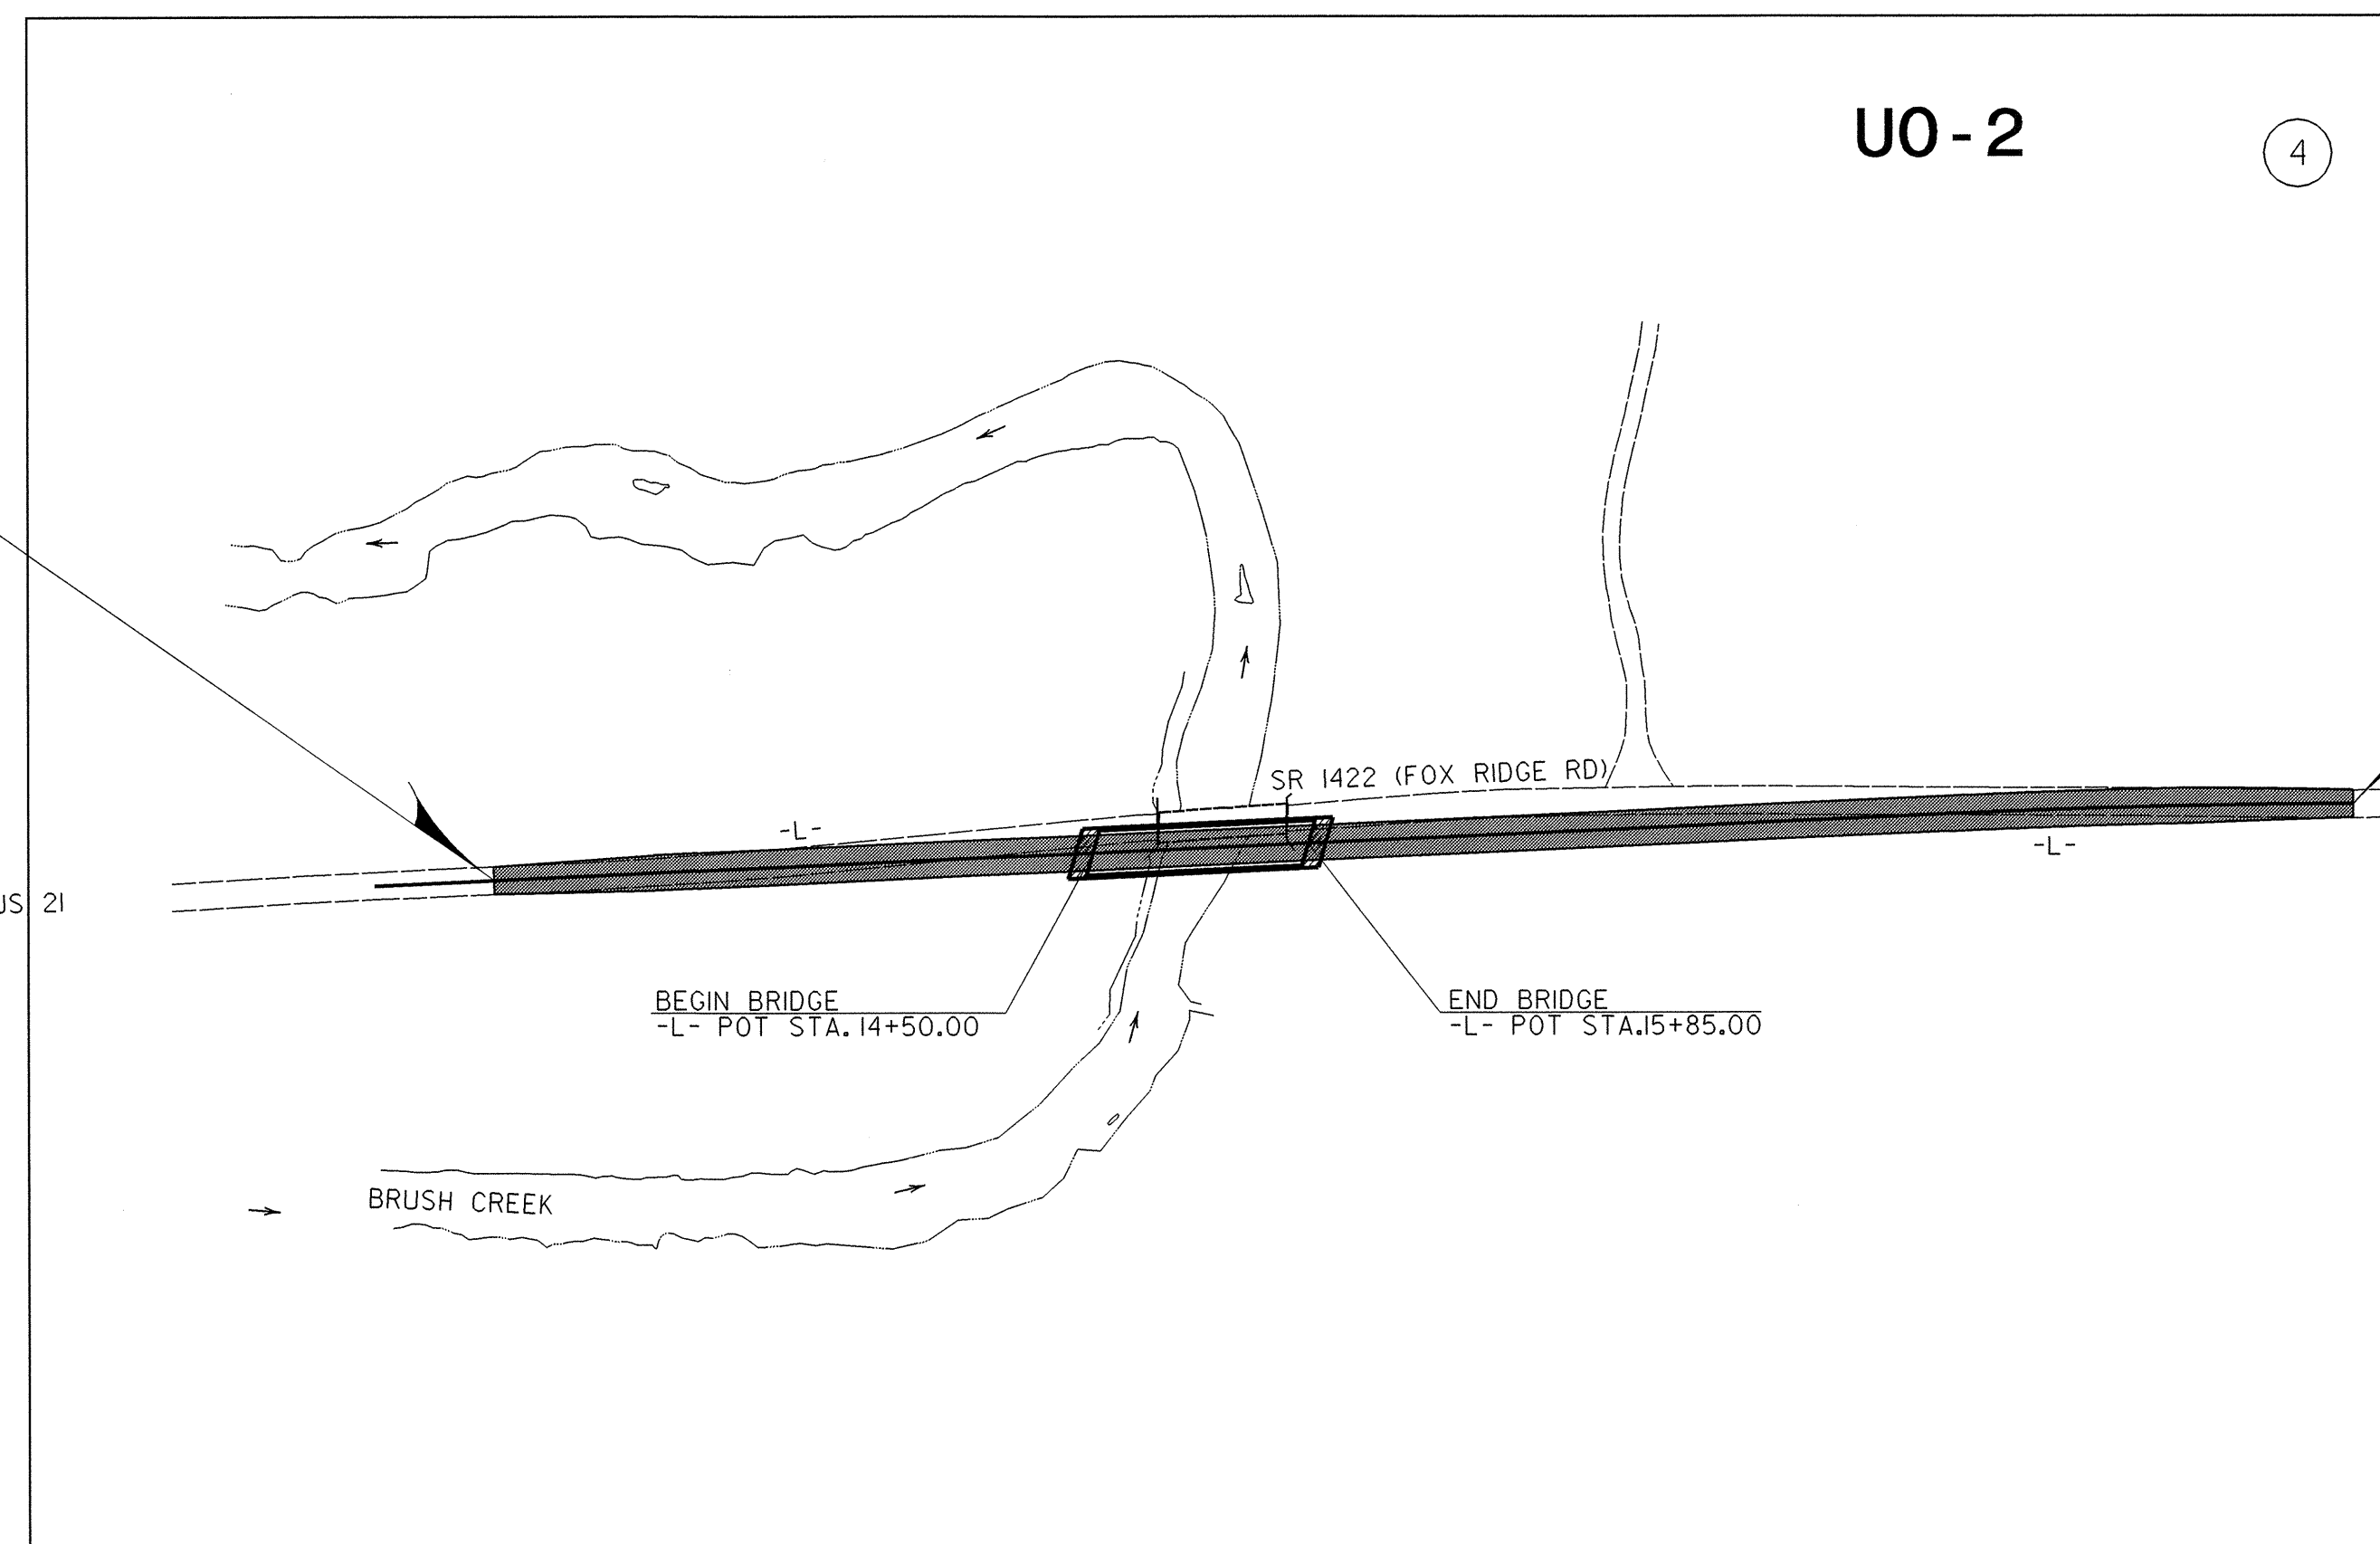 UO-2
4
SR 1422 (FOX RIDGE RD)
-L-
-L-
US 21
BEGIN BRIDGE
-L- POT STA. 14+50.00
END BRIDGE
-L- POT STA. 15+85.00
BRUSH CREEK